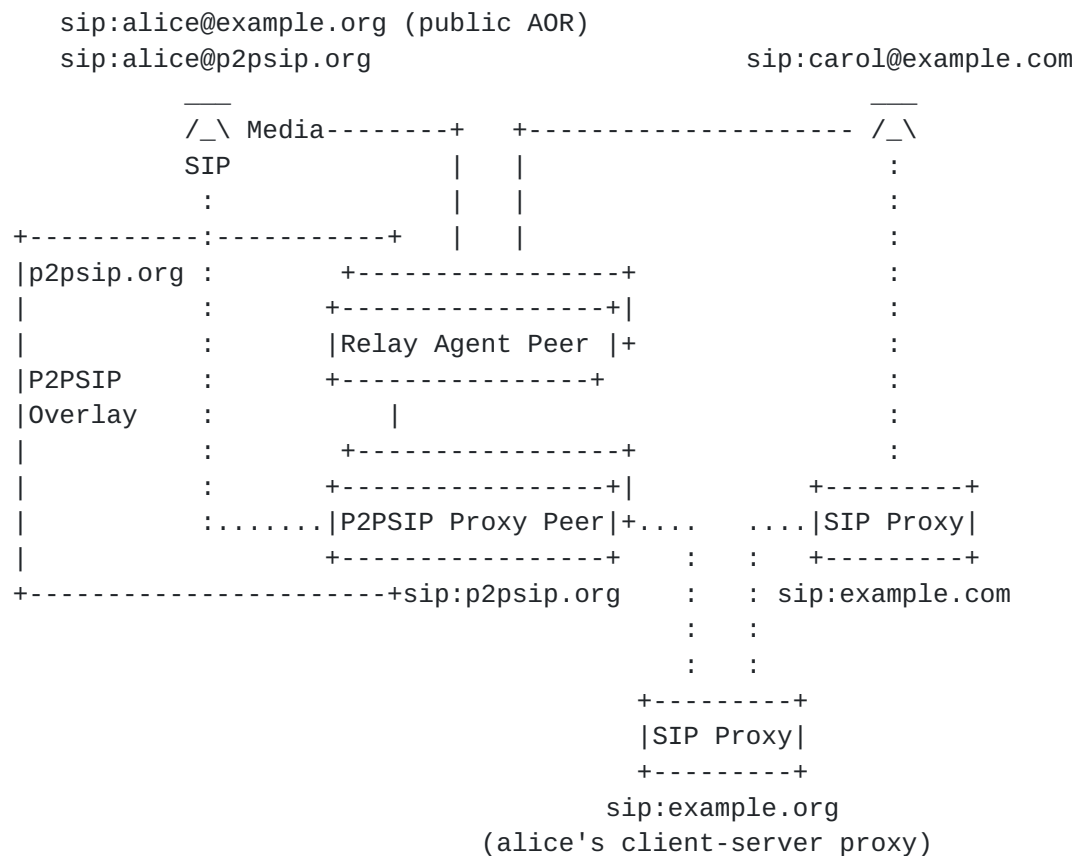 sip:alice@example.org (public AOR)
sip:alice@p2psip.org                        sip:carol@example.com
        ___                                         ___
        /_\ Media--------+   +--------------------- /_\
        SIP              |   |                       :
         :               |   |                       :
+-----------:-----------+   |   |                       :
|p2psip.org :        +-----------------+                :
|           :       +-----------------+|                :
|           :       |Relay Agent Peer |+                :
|P2PSIP     :       +----------------+                  :
|Overlay    :           |                               :
|           :        +-----------------+                :
|           :       +-----------------+|           +---------+
|           :.......|P2PSIP Proxy Peer|+....   ....|SIP Proxy|
|                   +-----------------+    :   :   +---------+
+-----------------------+sip:p2psip.org    :   : sip:example.com
                                           :   :
                                           :   :
                                        +---------+
                                        |SIP Proxy|
                                        +---------+
                                      sip:example.org
                              (alice's client-server proxy)